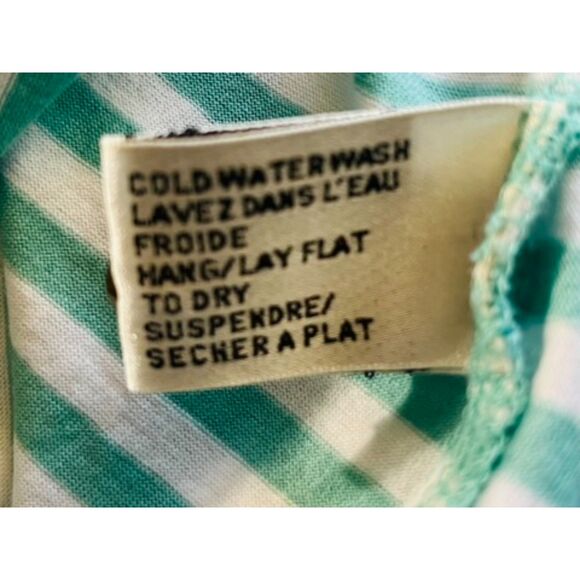 COLD WATER WASH
LAVEZ DANS L'EAU
FROIDE
HANG/LAY FLAT
TO DRY
SUSPENDRE/
SECHER A PLAT